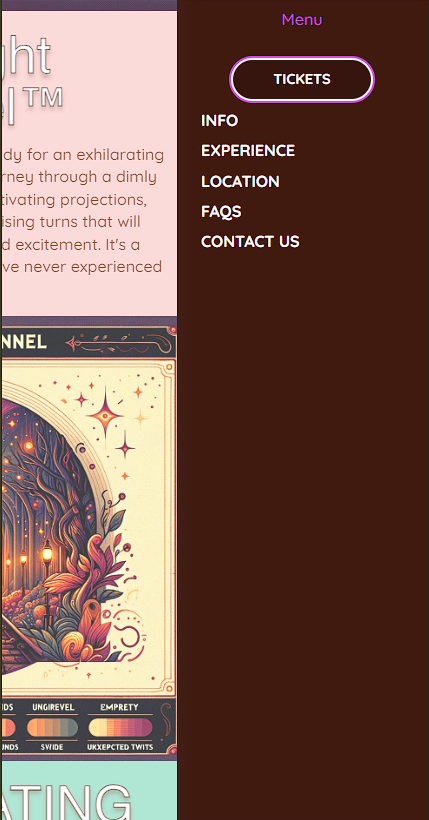 Menu
TICKETS
INFO
EXPERIENCE
LOCATION
FAQS
CONTACT US
ght
el™
dy for an exhilarating
rney through a dimly
tivating projections,
ising turns that will
d excitement. It's a
ve never experienced
NNEL
IDS UNGIREVEL EMPRETY
UNDS SWIDE UKXEPCTED TWITS
ATING